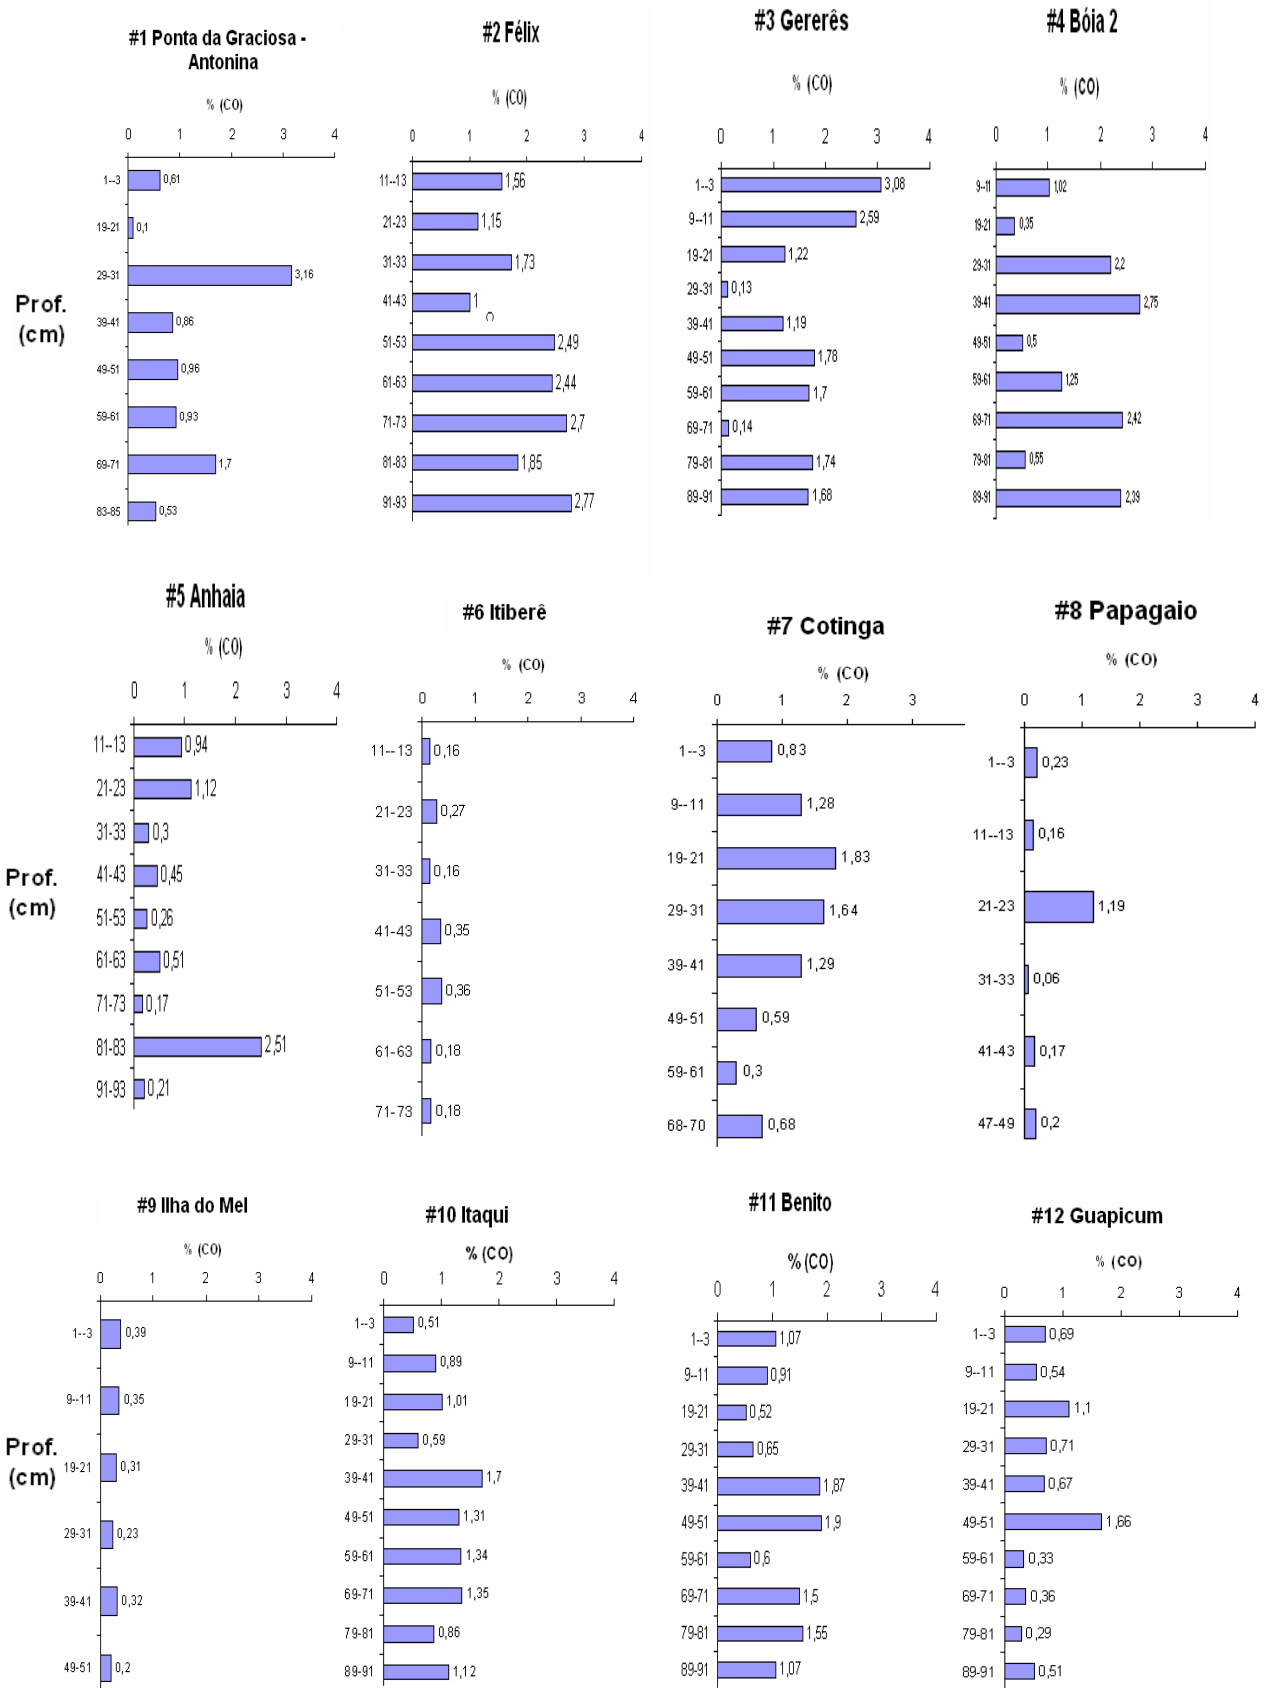 #1 Ponta da Graciosa -
Antonina
% (CO)
0 1 2 3 4
1--3 0,61
19-21 0,1
29-31 3,16
39-41 0,86
49-51 0,96
59-61 0,93
69-71 1,7
83-85 0,53
Prof.
(cm)
#2 Félix
% (CO)
0 1 2 3 4
11--13 1,56
21-23 1,15
31-33 1,73
41-43 1
51-53 2,49
61-63 2,44
71-73 2,7
81-83 1,85
91-93 2,77
#3 Gererês
% (CO)
0 1 2 3 4
1--3 3,08
9--11 2,59
19-21 1,22
29-31 0,13
39-41 1,19
49-51 1,78
59-61 1,7
69-71 0,14
79-81 1,74
89-91 1,68
#4 Bóia 2
% (CO)
0 1 2 3 4
9--11 1,02
19-21 0,35
29-31 2,2
39-41 2,75
49-51 0,5
59-61 1,25
69-71 2,42
79-81 0,55
89-91 2,39
#5 Anhaia
% (CO)
0 1 2 3 4
11--13 0,94
21-23 1,12
31-33 0,3
41-43 0,45
51-53 0,26
61-63 0,51
71-73 0,17
81-83 2,51
91-93 0,21
Prof.
(cm)
#6 Itiberê
% (CO)
0 1 2 3 4
11--13 0,16
21-23 0,27
31-33 0,16
41-43 0,35
51-53 0,36
61-63 0,18
71-73 0,18
#7 Cotinga
% (CO)
0 1 2 3
1--3 0,83
9--11 1,28
19-21 1,83
29-31 1,64
39-41 1,29
49-51 0,59
59-61 0,3
68-70 0,68
#8 Papagaio
% (CO)
0 1 2 3 4
1--3 0,23
11--13 0,16
21-23 1,19
31-33 0,06
41-43 0,17
47-49 0,2
#9 Ilha do Mel
% (CO)
0 1 2 3 4
1--3 0,39
9--11 0,35
19-21 0,31
29-31 0,23
39-41 0,32
49-51 0,2
Prof.
(cm)
#10 Itaqui
% (CO)
0 1 2 3 4
1--3 0,51
9--11 0,89
19-21 1,01
29-31 0,59
39-41 1,7
49-51 1,31
59-61 1,34
69-71 1,35
79-81 0,86
89-91 1,12
#11 Benito
% (CO)
0 1 2 3 4
1--3 1,07
9--11 0,91
19-21 0,52
29-31 0,65
39-41 1,87
49-51 1,9
59-61 0,6
69-71 1,5
79-81 1,55
89-91 1,07
#12 Guapicum
% (CO)
0 1 2 3 4
1--3 0,69
9--11 0,54
19-21 1,1
29-31 0,71
39-41 0,67
49-51 1,66
59-61 0,33
69-71 0,36
79-81 0,29
89-91 0,51